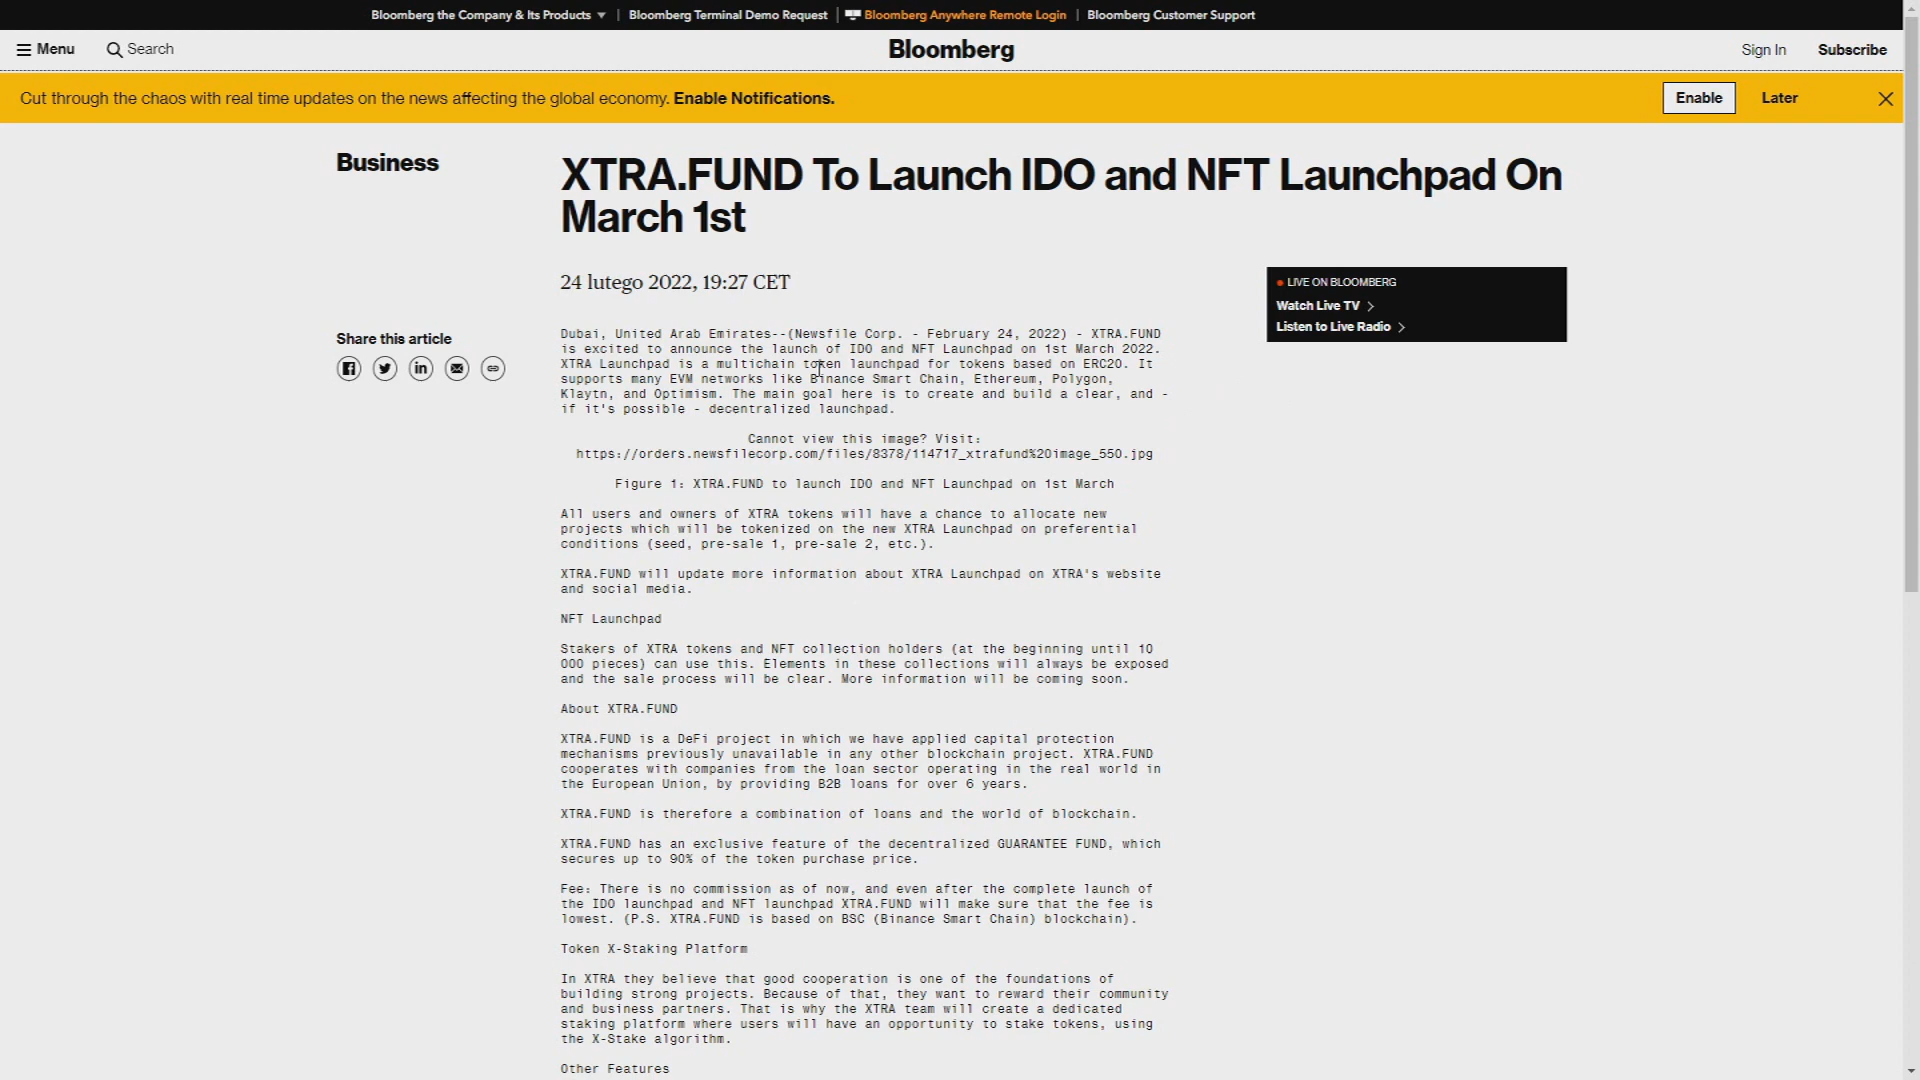 Bloomberg the Company & Its Products ▼ | Bloomberg Terminal Demo Request | Bloomberg Anywhere Remote Login | Bloomberg Customer Support
Menu Search Bloomberg Sign In Subscribe
Cut through the chaos with real time updates on the news affecting the global economy. Enable Notifications. Enable Later
Business
XTRA.FUND To Launch IDO and NFT Launchpad On
March 1st
24 lutego 2022, 19:27 CET
LIVE ON BLOOMBERG
Watch Live TV
Listen to Live Radio
Share this article
Dubai, United Arab Emirates--(Newsfile Corp. - February 24, 2022) - XTRA.FUND
is excited to announce the launch of IDO and NFT Launchpad on 1st March 2022.
XTRA Launchpad is a multichain token launchpad for tokens based on ERC20. It
supports many EVM networks like Binance Smart Chain, Ethereum, Polygon,
Klaytn, and Optimism. The main goal here is to create and build a clear, and -
if it's possible - decentralized launchpad.
Cannot view this image? Visit:
https://orders.newsfilecorp.com/files/8378/114717_xtrafund%20image_550.jpg
Figure 1: XTRA.FUND to launch IDO and NFT Launchpad on 1st March
All users and owners of XTRA tokens will have a chance to allocate new
projects which will be tokenized on the new XTRA Launchpad on preferential
conditions (seed, pre-sale 1, pre-sale 2, etc.).
XTRA.FUND will update more information about XTRA Launchpad on XTRA's website
and social media.
NFT Launchpad
Stakers of XTRA tokens and NFT collection holders (at the beginning until 10
000 pieces) can use this. Elements in these collections will always be exposed
and the sale process will be clear. More information will be coming soon.
About XTRA.FUND
XTRA.FUND is a DeFi project in which we have applied capital protection
mechanisms previously unavailable in any other blockchain project. XTRA.FUND
cooperates with companies from the loan sector operating in the real world in
the European Union, by providing B2B loans for over 6 years.
XTRA.FUND is therefore a combination of loans and the world of blockchain.
XTRA.FUND has an exclusive feature of the decentralized GUARANTEE FUND, which
secures up to 90% of the token purchase price.
Fee: There is no commission as of now, and even after the complete launch of
the IDO launchpad and NFT launchpad XTRA.FUND will make sure that the fee is
lowest. (P.S. XTRA.FUND is based on BSC (Binance Smart Chain) blockchain).
Token X-Staking Platform
In XTRA they believe that good cooperation is one of the foundations of
building strong projects. Because of that, they want to reward their community
and business partners. That is why the XTRA team will create a dedicated
staking platform where users will have an opportunity to stake tokens, using
the X-Stake algorithm.
Other Features